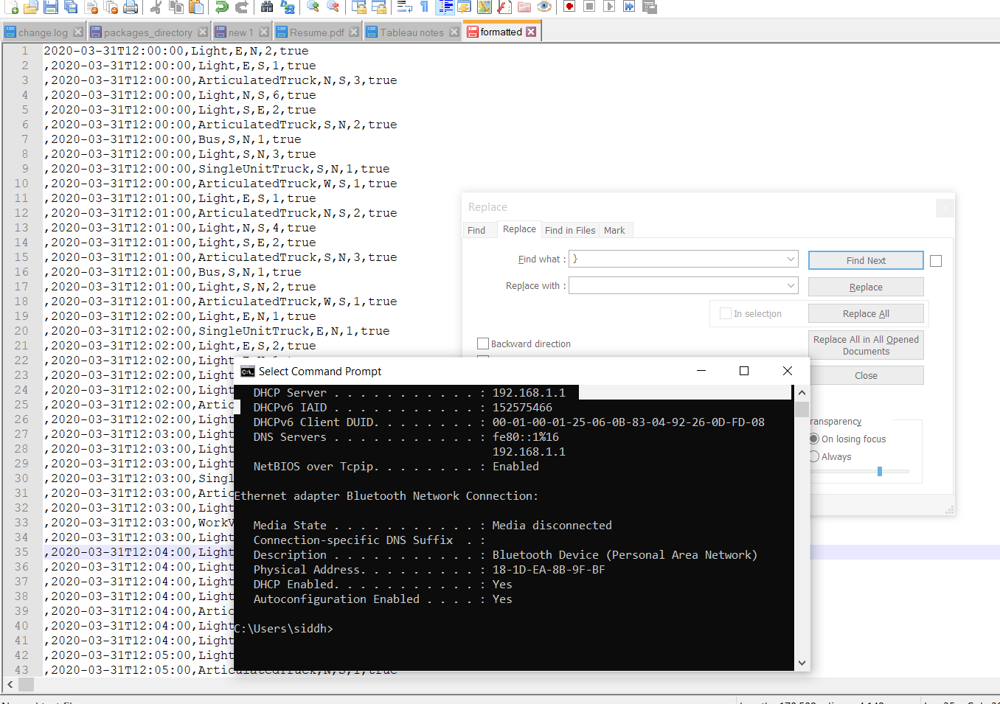 change.log
packages_directory
new 1
Resume.pdf
Tableau notes
formatted
1 2020-03-31T12:00:00,Light,E,N,2,true
2 ,2020-03-31T12:00:00,Light,E,S,1,true
3 ,2020-03-31T12:00:00,ArticulatedTruck,N,S,3,true
4 ,2020-03-31T12:00:00,Light,N,S,6,true
5 ,2020-03-31T12:00:00,Light,S,E,2,true
6 ,2020-03-31T12:00:00,ArticulatedTruck,S,N,2,true
7 ,2020-03-31T12:00:00,Bus,S,N,1,true
8 ,2020-03-31T12:00:00,Light,S,N,3,true
9 ,2020-03-31T12:00:00,SingleUnitTruck,S,N,1,true
10 ,2020-03-31T12:00:00,ArticulatedTruck,W,S,1,true
11 ,2020-03-31T12:01:00,Light,E,S,1,true
12 ,2020-03-31T12:01:00,ArticulatedTruck,N,S,2,true
13 ,2020-03-31T12:01:00,Light,N,S,4,true
14 ,2020-03-31T12:01:00,Light,S,E,2,true
15 ,2020-03-31T12:01:00,ArticulatedTruck,S,N,3,true
16 ,2020-03-31T12:01:00,Bus,S,N,1,true
17 ,2020-03-31T12:01:00,Light,S,N,2,true
18 ,2020-03-31T12:01:00,ArticulatedTruck,W,S,1,true
19 ,2020-03-31T12:02:00,Light,E,N,1,true
20 ,2020-03-31T12:02:00,SingleUnitTruck,E,N,1,true
21 ,2020-03-31T12:02:00,Light,E,S,2,true
22 ,2020-03-31T12:02:00,Light
23 ,2020-03-31T12:02:00,Light
24 ,2020-03-31T12:02:00,Light
25 ,2020-03-31T12:02:00,Artic
26 ,2020-03-31T12:02:00,Light
27 ,2020-03-31T12:03:00,Light
28 ,2020-03-31T12:03:00,Light
29 ,2020-03-31T12:03:00,Light
30 ,2020-03-31T12:03:00,Singl
31 ,2020-03-31T12:03:00,Artic
32 ,2020-03-31T12:03:00,Light
33 ,2020-03-31T12:03:00,WorkV
34 ,2020-03-31T12:03:00,Light
35 ,2020-03-31T12:04:00,Light
36 ,2020-03-31T12:04:00,Light
37 ,2020-03-31T12:04:00,Light
38 ,2020-03-31T12:04:00,Light
39 ,2020-03-31T12:04:00,Artic
40 ,2020-03-31T12:04:00,Light
41 ,2020-03-31T12:04:00,Light
42 ,2020-03-31T12:05:00,Light
43 ,2020-03-31T12:05:00,ArticulatedTruck,N,S,1,true
Replace
Find Replace Find in Files Mark
Find what : }
Find Next
Replace with :
Replace
In selection
Replace All
Backward direction
Replace All in All Opened
Documents
Close
ransparency
On losing focus
Always
Select Command Prompt
DHCP Server . . . . . . . . . . . : 192.168.1.1
DHCPv6 IAID . . . . . . . . . . . : 152575466
DHCPv6 Client DUID. . . . . . . . : 00-01-00-01-25-06-0B-83-04-92-26-0D-FD-08
DNS Servers . . . . . . . . . . . : fe80::1%16
192.168.1.1
NetBIOS over Tcpip. . . . . . . . : Enabled
Ethernet adapter Bluetooth Network Connection:
Media State . . . . . . . . . . . : Media disconnected
Connection-specific DNS Suffix  . :
Description . . . . . . . . . . . : Bluetooth Device (Personal Area Network)
Physical Address. . . . . . . . . : 18-1D-EA-8B-9F-BF
DHCP Enabled. . . . . . . . . . . : Yes
Autoconfiguration Enabled . . . . : Yes
C:\Users\siddh>